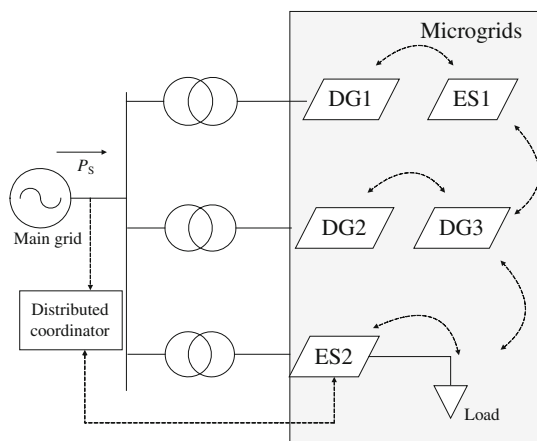 Microgrids
DG1
ES1
P_S
Main grid
DG2
DG3
Distributed
coordinator
ES2
Load